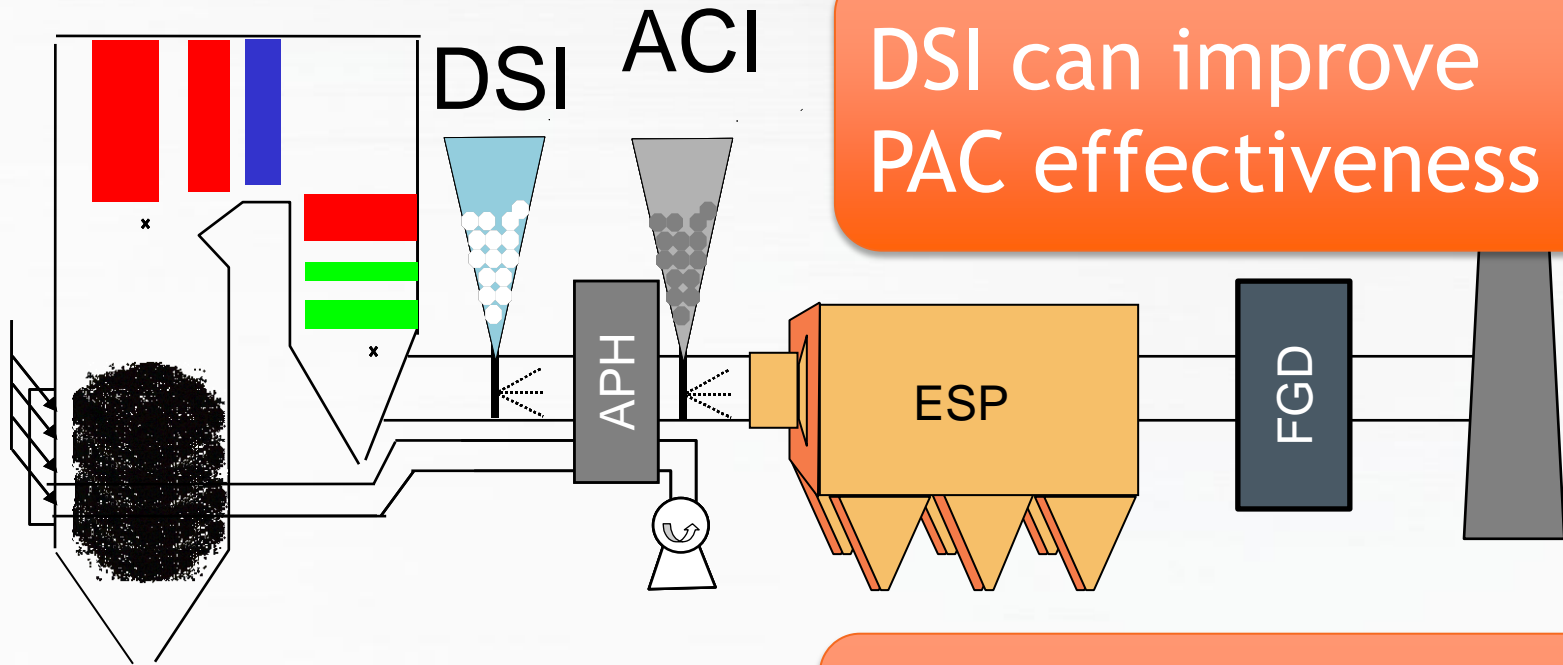 DSI
ACI
DSI can improve
PAC effectiveness
x
x
APH
ESP
FGD